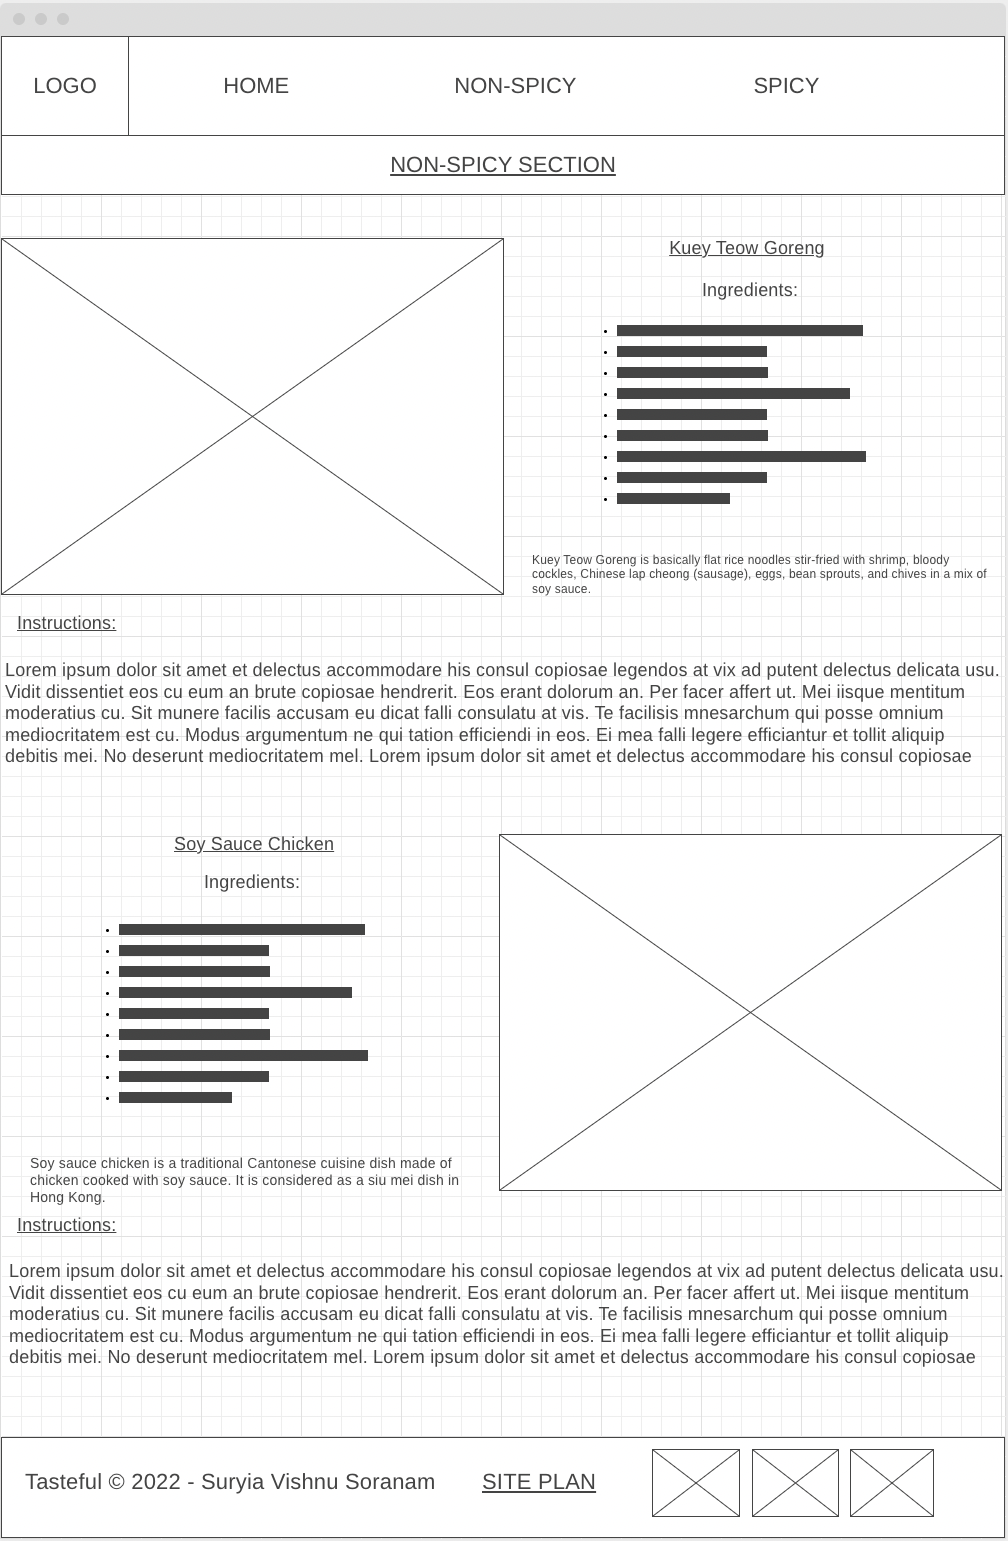 LOGO
HOME
NON-SPICY
SPICY
NON-SPICY SECTION
Kuey Teow Goreng
Ingredients:
Kuey Teow Goreng is basically flat rice noodles stir-fried with shrimp, bloody
cockles, Chinese lap cheong (sausage), eggs, bean sprouts, and chives in a mix of
soy sauce.
Instructions:
Lorem ipsum dolor sit amet et delectus accommodare his consul copiosae legendos at vix ad putent delectus delicata usu.
Vidit dissentiet eos cu eum an brute copiosae hendrerit. Eos erant dolorum an. Per facer affert ut. Mei iisque mentitum
moderatius cu. Sit munere facilis accusam eu dicat falli consulatu at vis. Te facilisis mnesarchum qui posse omnium
mediocritatem est cu. Modus argumentum ne qui tation efficiendi in eos. Ei mea falli legere efficiantur et tollit aliquip
debitis mei. No deserunt mediocritatem mel. Lorem ipsum dolor sit amet et delectus accommodare his consul copiosae
Soy Sauce Chicken
Ingredients:
Soy sauce chicken is a traditional Cantonese cuisine dish made of
chicken cooked with soy sauce. It is considered as a siu mei dish in
Hong Kong.
Instructions:
Lorem ipsum dolor sit amet et delectus accommodare his consul copiosae legendos at vix ad putent delectus delicata usu.
Vidit dissentiet eos cu eum an brute copiosae hendrerit. Eos erant dolorum an. Per facer affert ut. Mei iisque mentitum
moderatius cu. Sit munere facilis accusam eu dicat falli consulatu at vis. Te facilisis mnesarchum qui posse omnium
mediocritatem est cu. Modus argumentum ne qui tation efficiendi in eos. Ei mea falli legere efficiantur et tollit aliquip
debitis mei. No deserunt mediocritatem mel. Lorem ipsum dolor sit amet et delectus accommodare his consul copiosae
Tasteful © 2022 - Suryia Vishnu Soranam
SITE PLAN